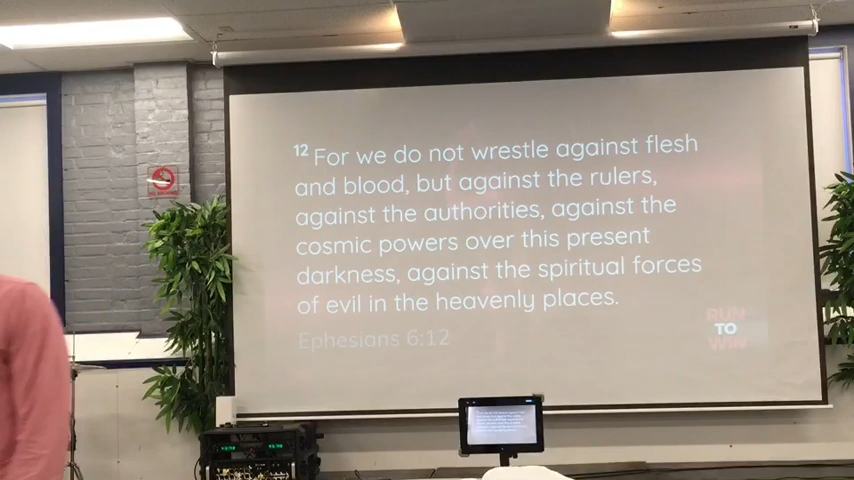 12 For we do not wrestle against flesh
and blood, but against the rulers,
against the authorities, against the
cosmic powers over this present
darkness, against the spiritual forces
of evil in the heavenly places.
Ephesians 6:12
RUN
TO
WIN